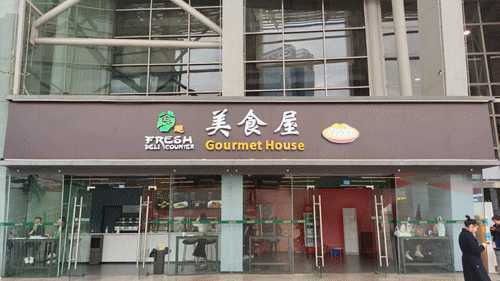 FRESH
DELI COUNTER
美食屋
Gourmet House